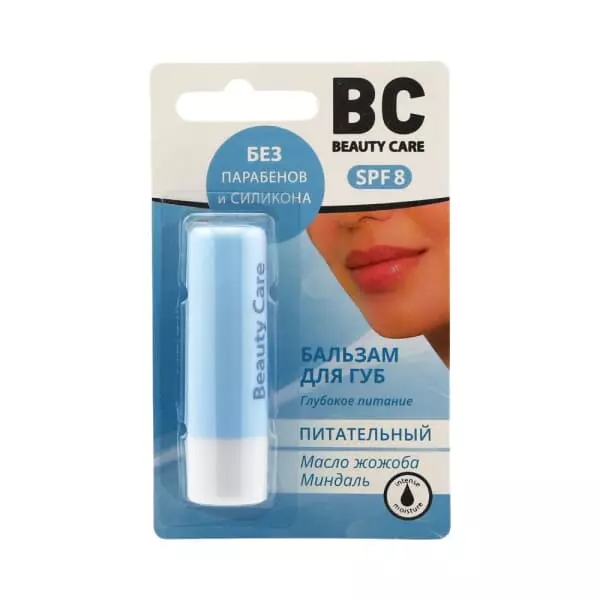 BC
BEAUTY CARE
SPF 8
БЕЗ
ПАРАБЕНОВ
и СИЛИКОНА
Beauty Care
БАЛЬЗАМ
ДЛЯ ГУБ
Глубокое питание
ПИТАТЕЛЬНЫЙ
Масло жожоба
Миндаль
intense
moisture